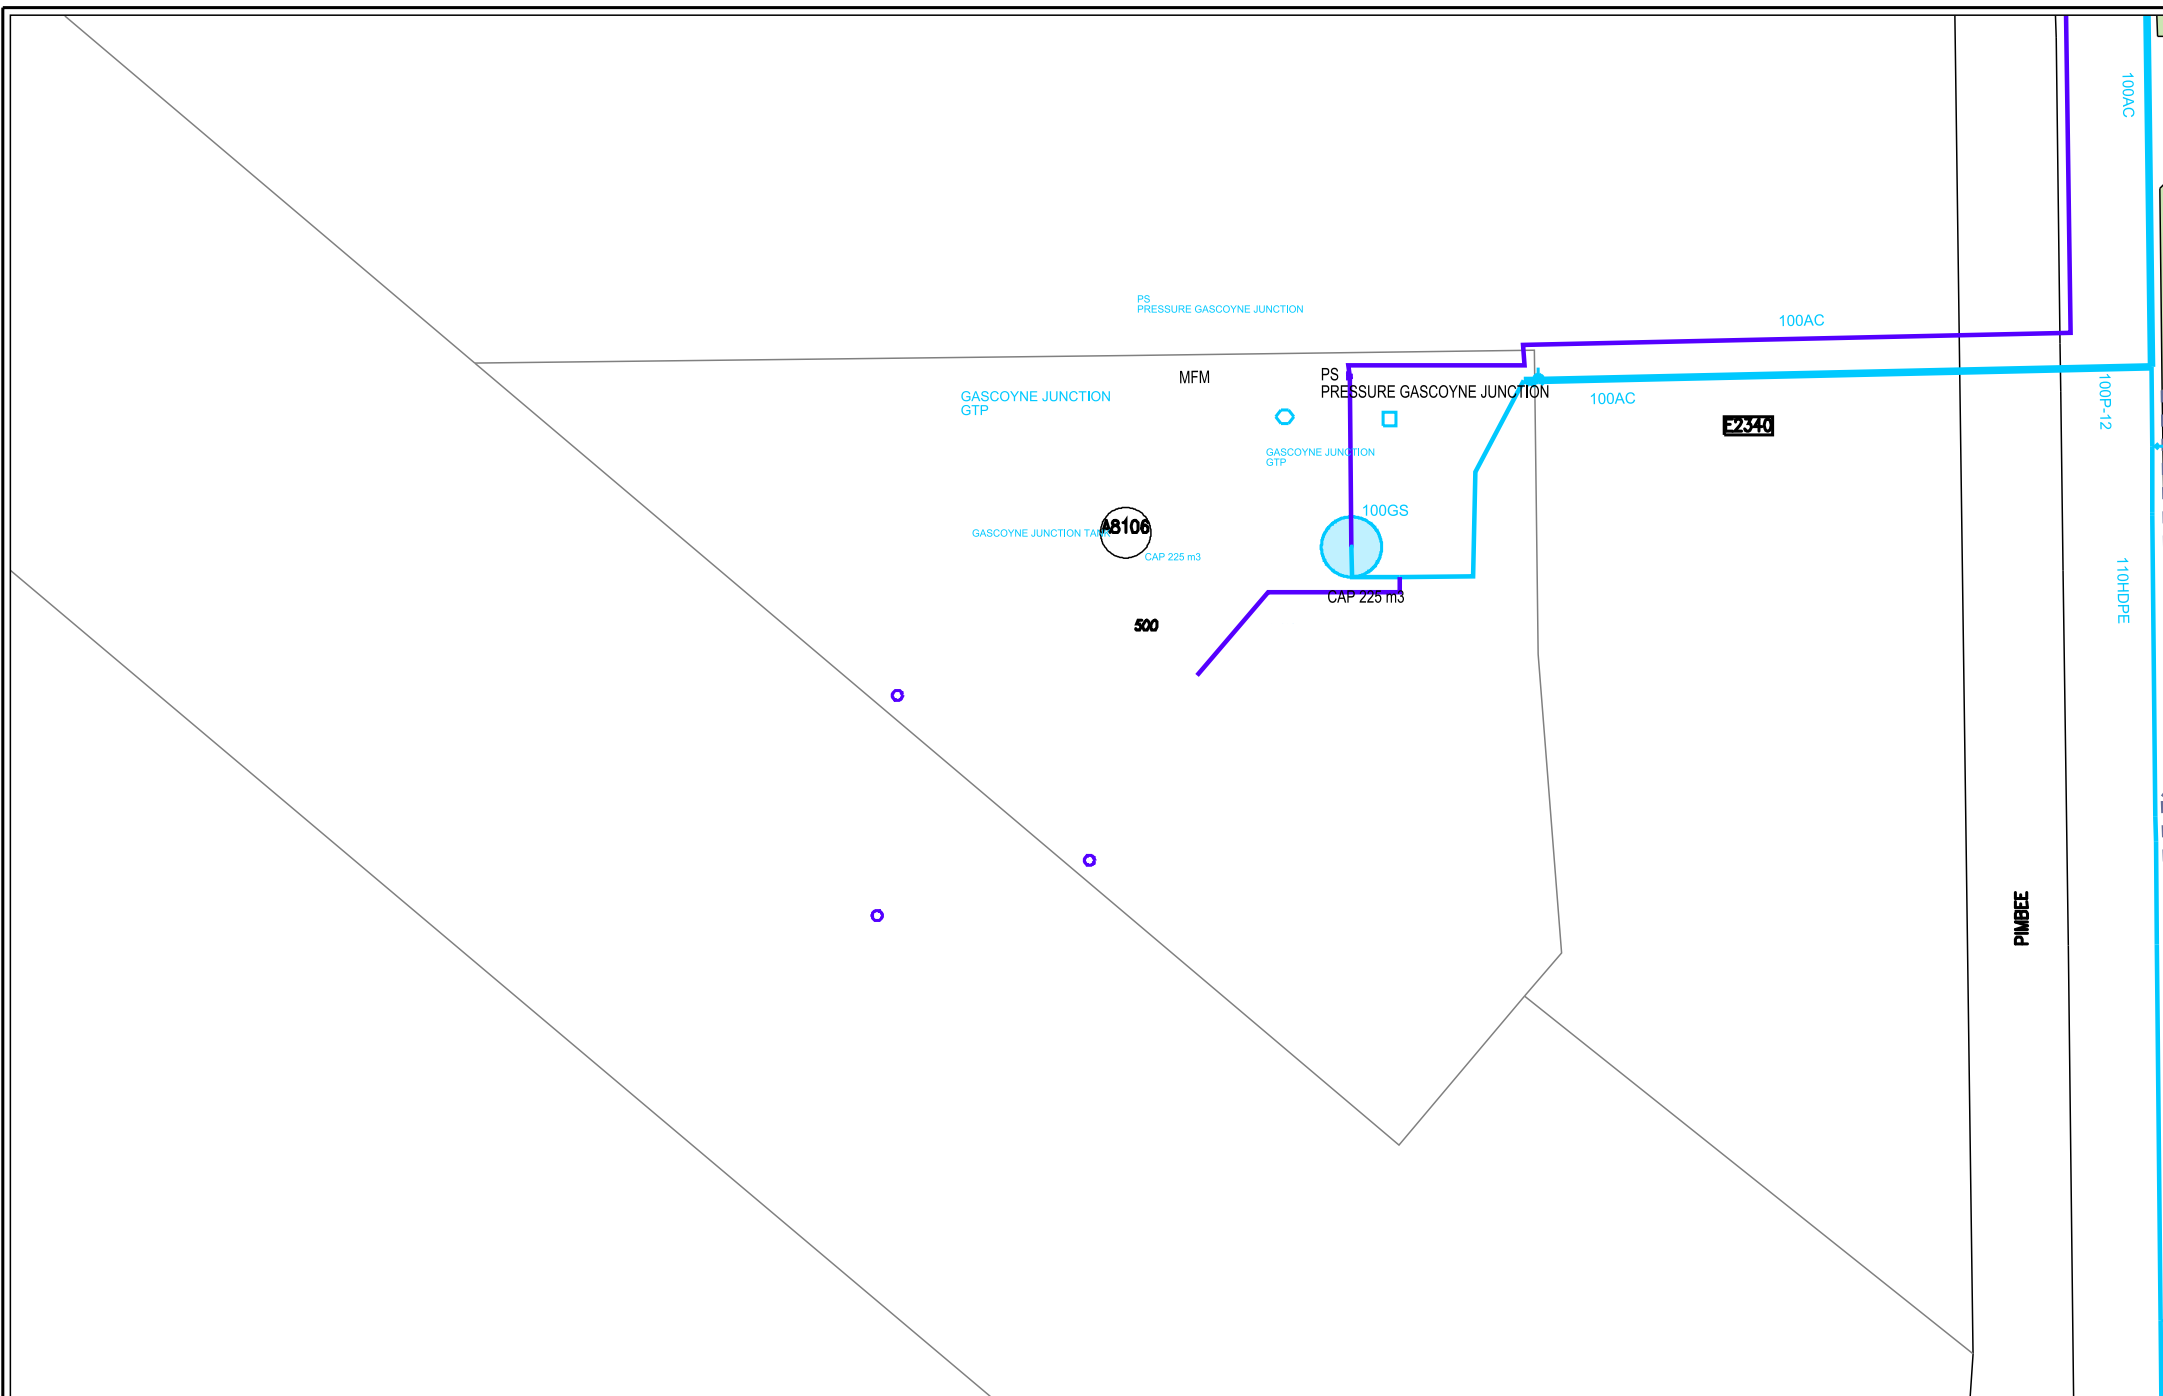 100AC
PS
PRESSURE GASCOYNE JUNCTION
100AC
MFM
PS
PRESSURE GASCOYNE JUNCTION
GASCOYNE JUNCTION
GTP
100AC
100P-12
E2340
GASCOYNE JUNCTION
GTP
100GS
A8106
GASCOYNE JUNCTION TANK
CAP 225 m3
110HDPE
CAP 225 m3
500
PIMBEE